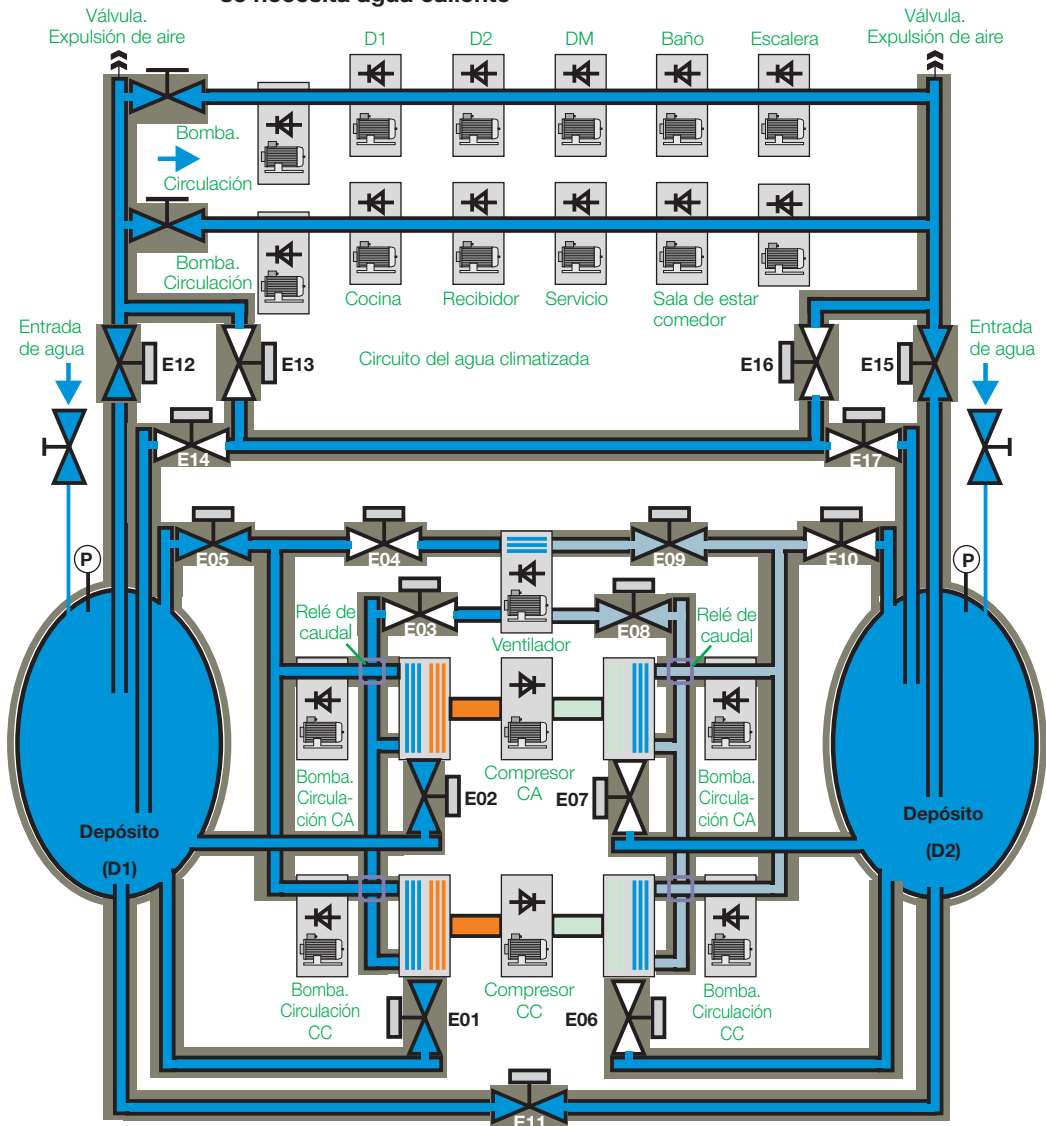 se necesita agua caliente
Válvula.
Expulsión de aire
D1
D2
DM
Baño
Escalera
Válvula.
Expulsión de aire
Bomba.
Circulación
Bomba.
Circulación
Cocina
Recibidor
Servicio
Sala de estar
comedor
Entrada
de agua
E12
E13
Circuito del agua climatizada
E16
E15
Entrada
de agua
E14
E17
E05
E04
E09
E10
P
P
Relé de
caudal
E03
Ventilador
E08
Relé de
caudal
Bomba.
Circula-
ción CA
E02
Compresor
CA
E07
Bomba.
Circula-
ción CA
Depósito
(D1)
Depósito
(D2)
Bomba.
Circulación
CC
E01
Compresor
CC
E06
Bomba.
Circulación
CC
E11